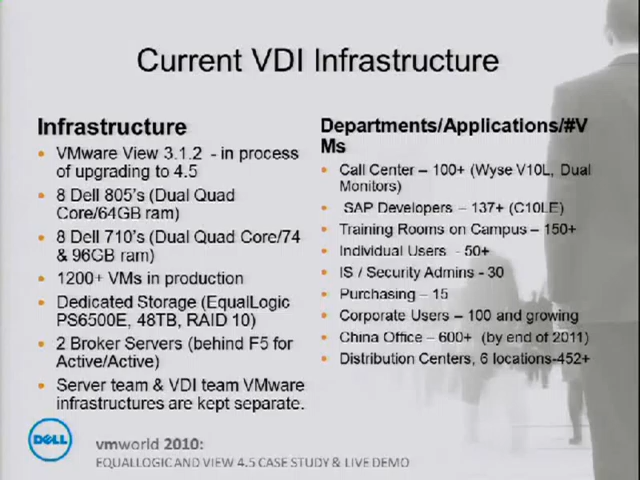 Current VDI Infrastructure
Infrastructure
• VMware View 3.1.2 - in process
of upgrading to 4.5
• 8 Dell 805's (Dual Quad
Core/64GB ram)
• 8 Dell 710's (Dual Quad Core/74
& 96GB ram)
• 1200+ VMs in production
• Dedicated Storage (EqualLogic
PS6500E, 48TB, RAID 10)
• 2 Broker Servers (behind F5 for
Active/Active)
• Server team & VDI team VMware
infrastructures are kept separate.
Departments/Applications/#V
Ms
• Call Center – 100+ (Wyse V10L, Dual
Monitors)
• SAP Developers – 137+ (C10LE)
• Training Rooms on Campus – 150+
• Individual Users - 50+
• IS / Security Admins - 30
• Purchasing – 15
• Corporate Users – 100 and growing
• China Office – 600+ (by end of 2011)
• Distribution Centers, 6 locations-452+
DELL
vmworld 2010:
EQUALLOGIC AND VIEW 4.5 CASE STUDY & LIVE DEMO